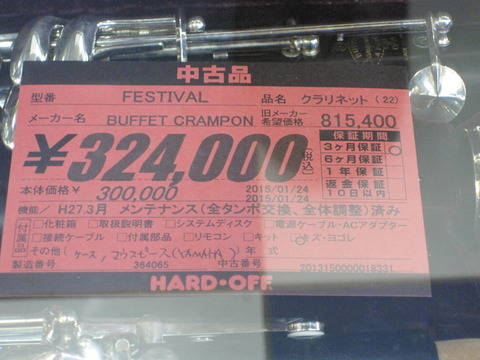 中古品
型番 FESTIVAL 品名 クラリネット (22)
メーカー名 BUFFET CRAMPON 旧メーカー希望価格 815,400
¥324,000(税込)
保証期間
3ヶ月保証
6ヶ月保証
1年保証
返金保証
10日以内
本体価格¥ 300,000 2015/01/24
2015/01/24
機能/ H27.3月 メンテナンス(全タンポ交換、全体調整)済み
付属品 □化粧箱 □取扱説明書 □システムディスク □電源ケーブル・ACアダプター
□接続ケーブル □付属部品 □リモコン □キット キズ・ヨゴレ
その他(ケース,マウスピース(YAMAHA)) 年式
製造番号 364065 中古品 2013150000018331
HARD・OFF